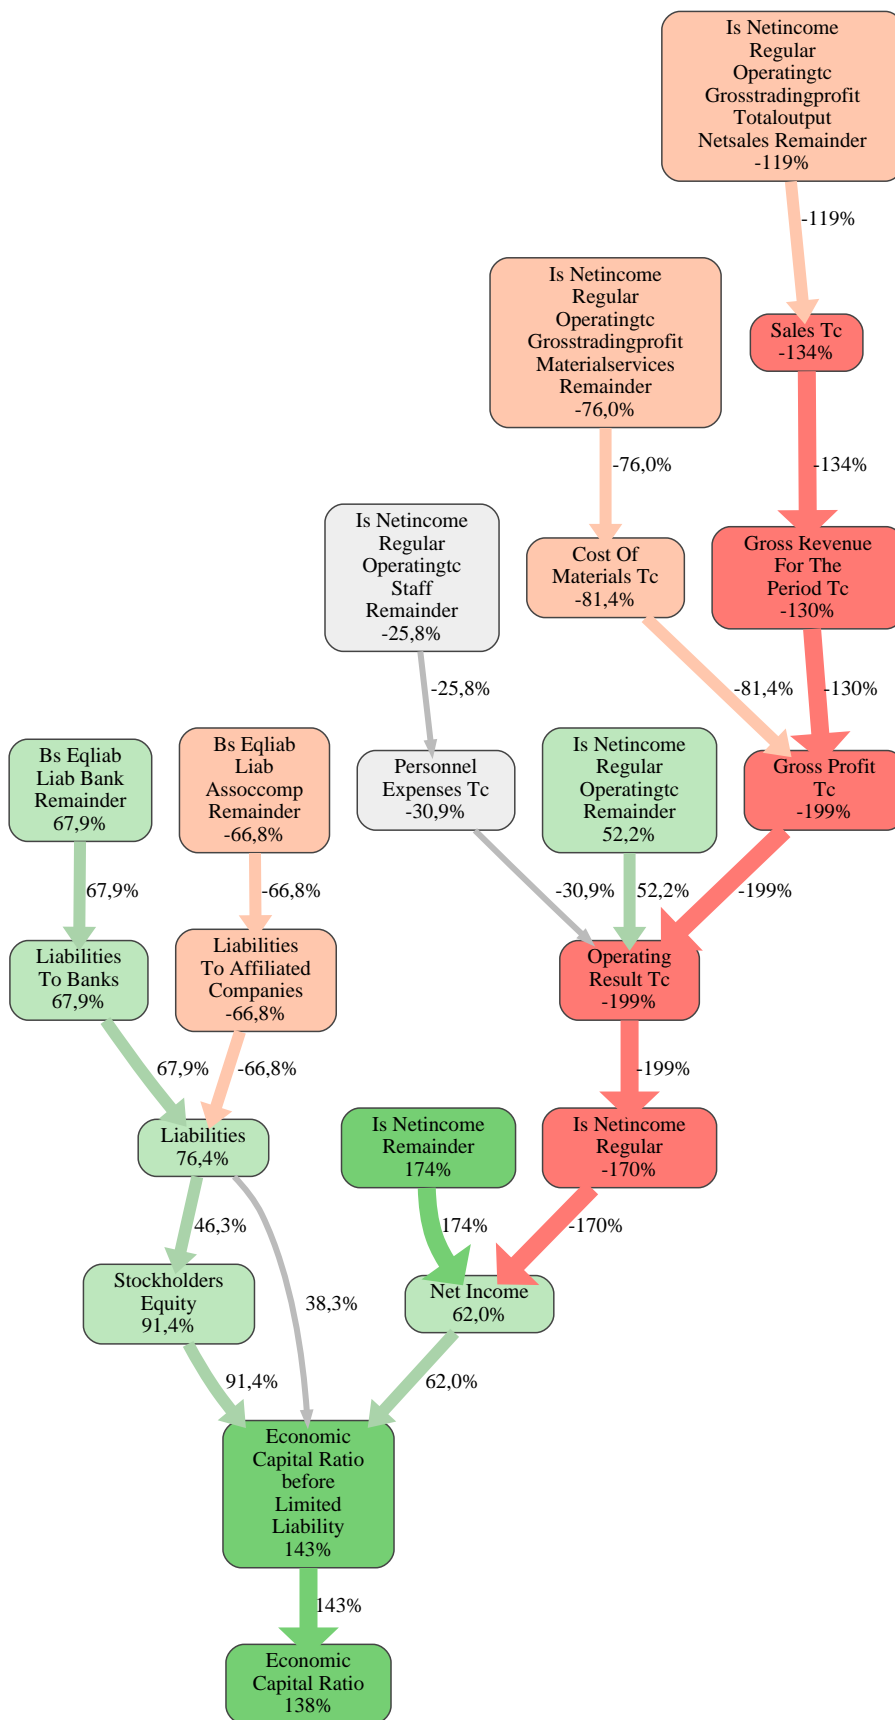 Is Netincome
Regular
Operatingtc
Grosstradingprofit
Totaloutput
Netsales Remainder
-119%
-119%
Is Netincome
Regular
Operatingtc
Grosstradingprofit
Materialservices
Remainder
-76,0%
Sales Tc
-134%
-76,0%
-134%
Is Netincome
Regular
Operatingtc
Staff
Remainder
-25,8%
Cost Of
Materials Tc
-81,4%
Gross Revenue
For The
Period Tc
-130%
-25,8%
-81,4%
-130%
Bs Eqliab
Liab Bank
Remainder
67,9%
Bs Eqliab
Liab
Assoccomp
Remainder
-66,8%
Personnel
Expenses Tc
-30,9%
Is Netincome
Regular
Operatingtc
Remainder
52,2%
Gross Profit
Tc
-199%
67,9%
-66,8%
-30,9%
52,2%
-199%
Liabilities
To Banks
67,9%
Liabilities
To Affiliated
Companies
-66,8%
Operating
Result Tc
-199%
67,9%
-66,8%
-199%
Liabilities
76,4%
Is Netincome
Remainder
174%
Is Netincome
Regular
-170%
46,3%
174%
-170%
Stockholders
Equity
91,4%
38,3%
Net Income
62,0%
91,4%
62,0%
Economic
Capital Ratio
before
Limited
Liability
143%
143%
Economic
Capital Ratio
138%